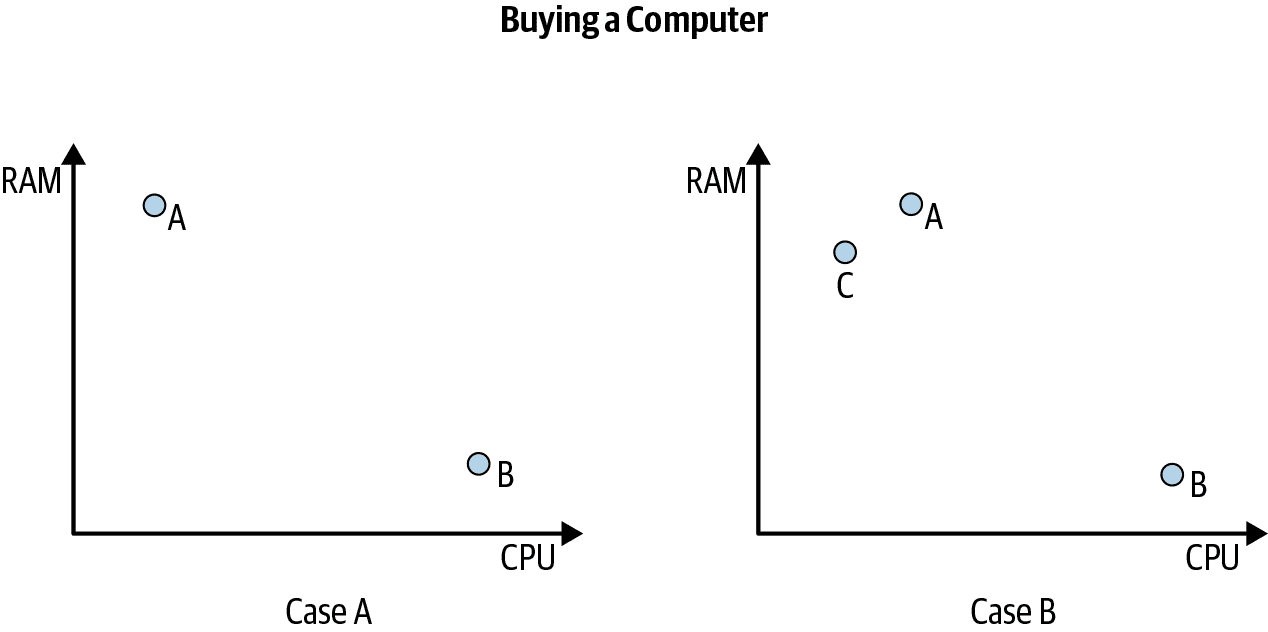 Buying a Computer
RAM
A
B
CPU
Case A
RAM
A
C
B
CPU
Case B